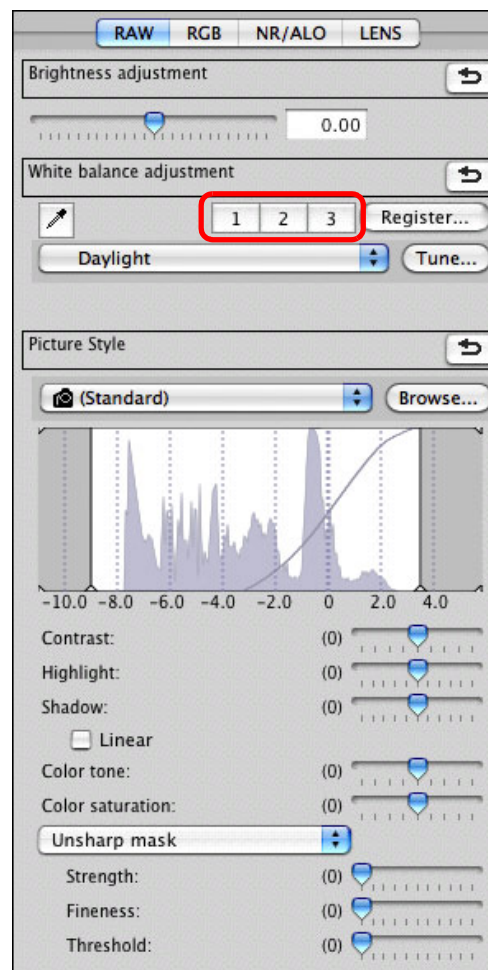 RAW RGB NR/ALO LENS
Brightness adjustment
0.00
White balance adjustment
1 2 3 Register...
Daylight Tune...
Picture Style
(Standard) Browse...
-10.0 -8.0 -6.0 -4.0 -2.0 0 2.0 4.0
Contrast: (0)
Highlight: (0)
Shadow: (0)
Linear
Color tone: (0)
Color saturation: (0)
Unsharp mask
Strength: (0)
Fineness: (0)
Threshold: (0)